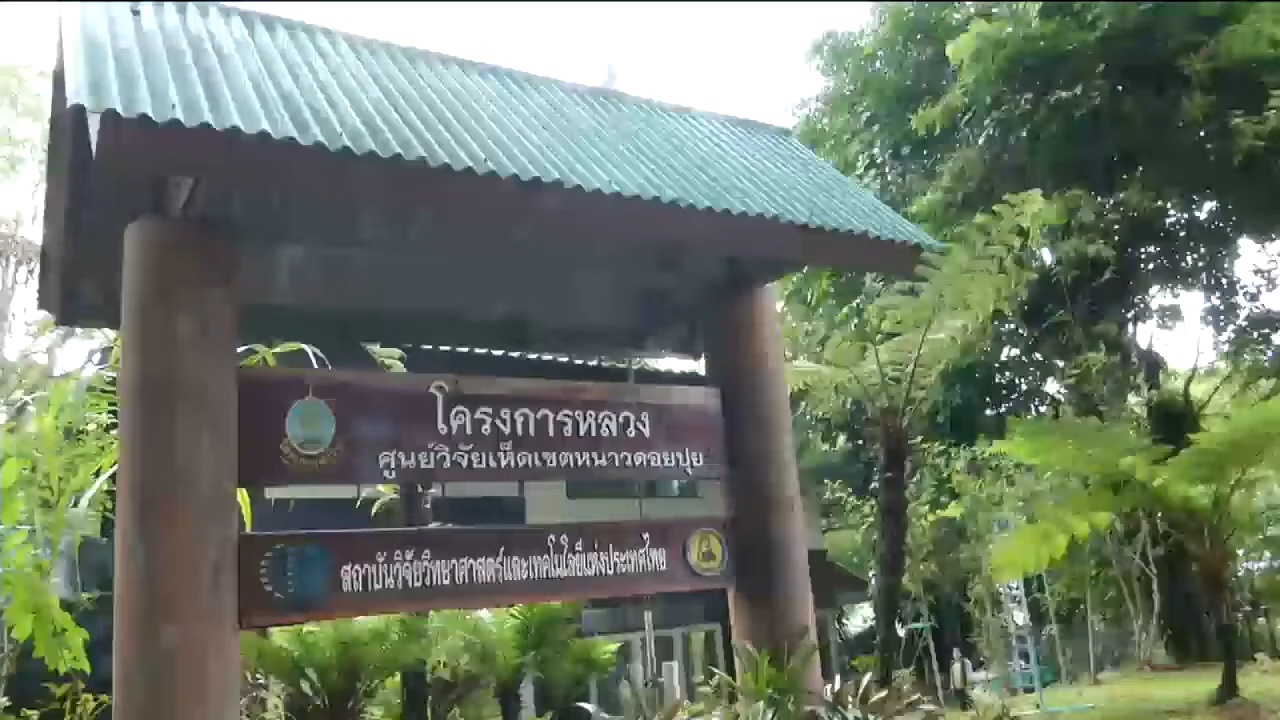 โครงการหลวง
ศูนย์วิจัยเห็ดเขตหนาวดอยปุย
สถาบันวิจัยวิทยาศาสตร์และเทคโนโลยีแห่งประเทศไทย